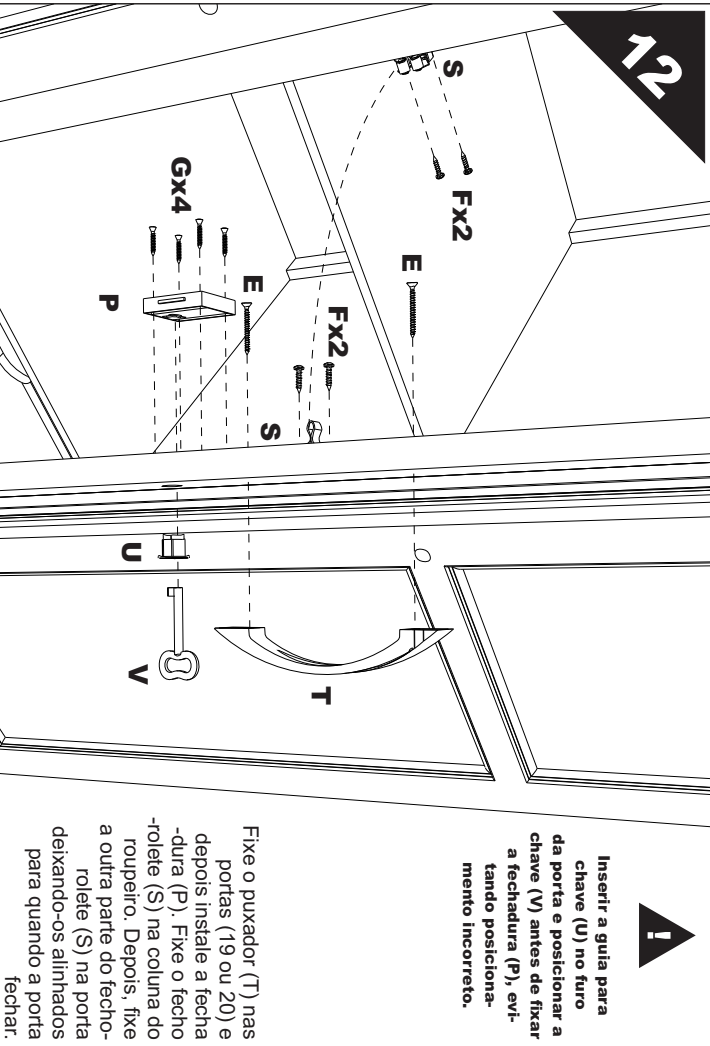 12
S
Fx2
E
Gx4
P
E
Fx2
S
U
V
T
!
Inserir a guia para
chave (U) no furo
da porta e posicionar a
chave (V) antes de fixar
a fechadura (P), evi-
tando posiciona-
mento incorreto.
Fixe o puxador (T) nas
portas (19 ou 20) e
depois instale a fecha
-dura (P). Fixe o fecho
-rolete (S) na coluna do
roupeiro. Depois, fixe
a outra parte do fecho-
rolete (S) na porta
deixando-os alinhados
para quando a porta
fechar.